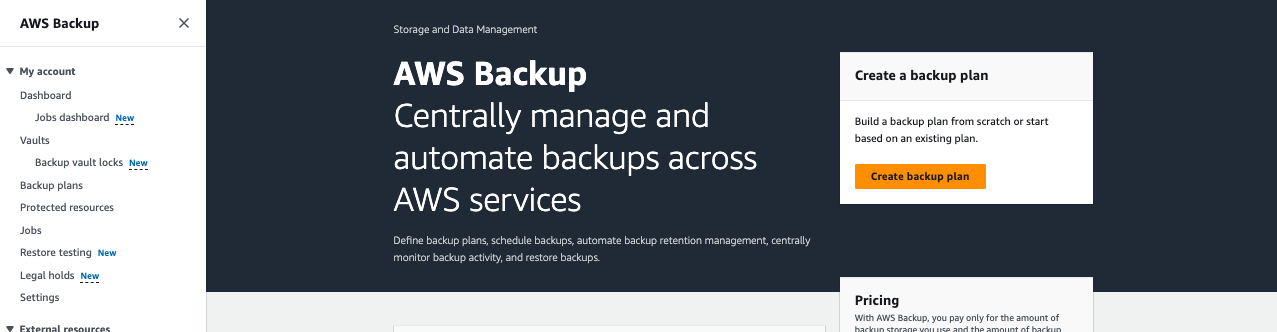 AWS Backup
My account
Dashboard
Jobs dashboard New
Vaults
Backup vault locks New
Backup plans
Protected resources
Jobs
Restore testing New
Legal holds New
Settings
External resources
Storage and Data Management
AWS Backup
Centrally manage and
automate backups across
AWS services
Define backup plans, schedule backups, automate backup retention management, centrally
monitor backup activity, and restore backups.
Create a backup plan
Build a backup plan from scratch or start
based on an existing plan.
Create backup plan
Pricing
With AWS Backup, you pay only for the amount of
backup storage you use and the amount of backup